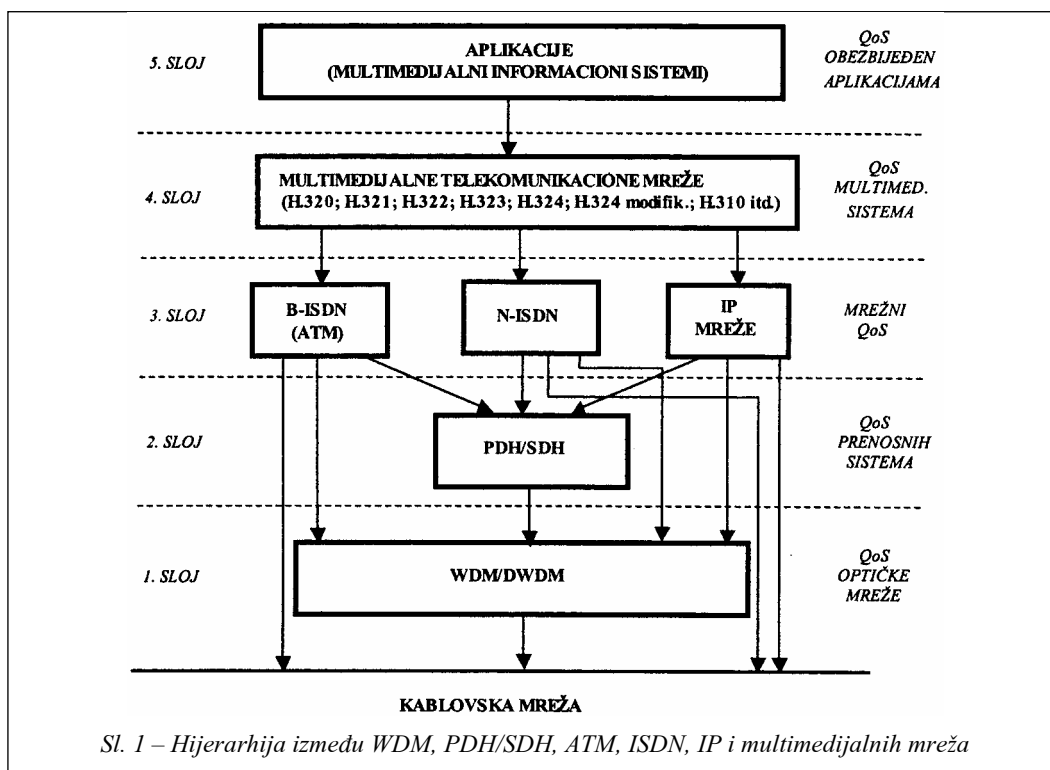 APLIKACIJE
(MULTIMEDIJALNI INFORMACIONI SISTEMI)
5. SLOJ
QoS
OBEZBIJEĐEN
APLIKACIJAMA
MULTIMEDIJALNE TELEKOMUNIKACIONE MREŽE
(H.320; H.321; H.322; H.323; H.324; H.324 modifik.; H.310 itd.)
4. SLOJ
QoS
MULTIMED.
SISTEMA
3. SLOJ
B-ISDN
(ATM)
N-ISDN
IP
MREŽE
MREŽNI
QoS
2. SLOJ
PDH/SDH
QoS
PRENOSNIH
SISTEMA
1. SLOJ
WDM/DWDM
QoS
OPTIČKE
MREŽE
KABLOVSKA MREŽA
Sl. 1 – Hijerarhija između WDM, PDH/SDH, ATM, ISDN, IP i multimedijalnih mreža